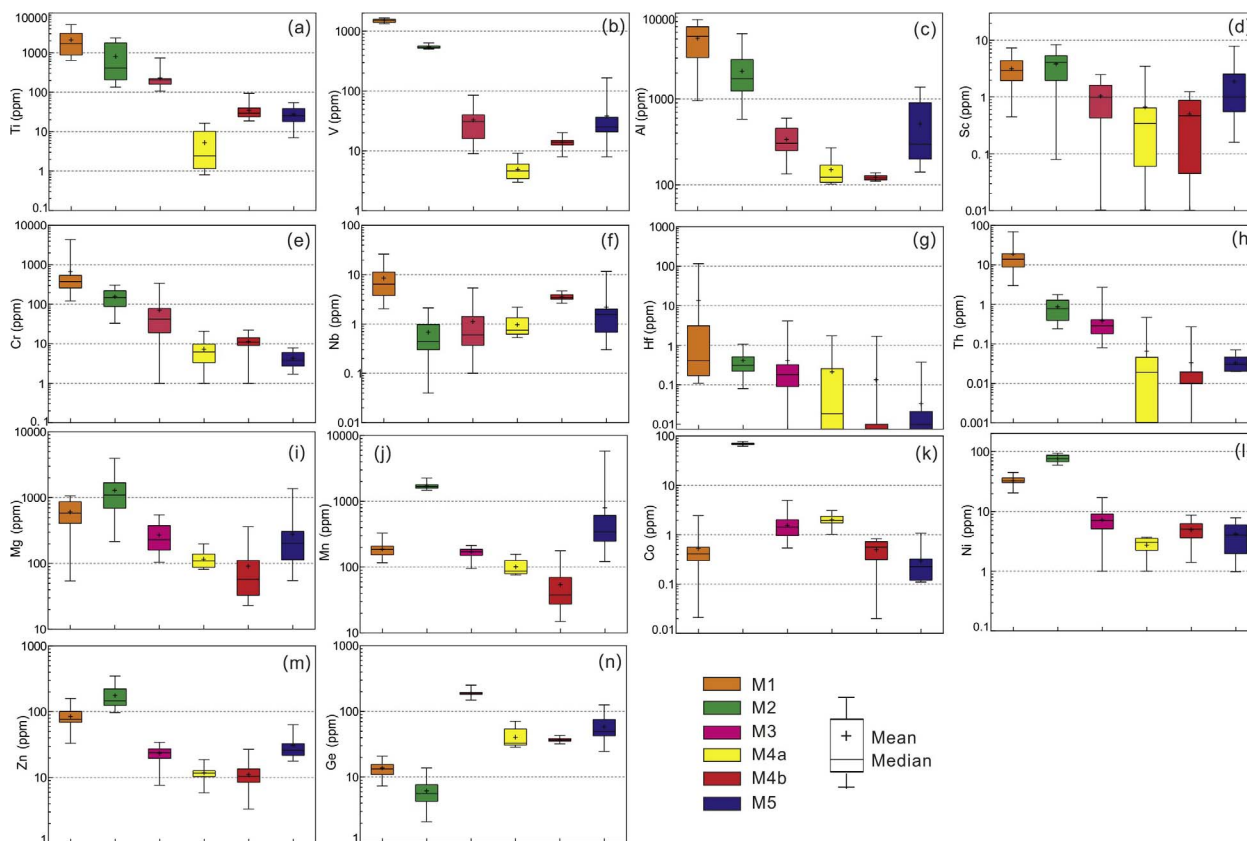 (a)
Ti (ppm)
10000
1000
100
10
1
0.1
(b)
V (ppm)
1000
100
10
1
(c)
Al (ppm)
10000
1000
100
(d)
Sc (ppm)
10
1
0.1
0.01
(e)
Cr (ppm)
10000
1000
100
10
1
0.1
(f)
Nb (ppm)
100
10
1
0.1
0.01
(g)
Hf (ppm)
1000
100
10
1
0.1
0.01
(h)
Th (ppm)
100
10
1
0.1
0.01
0.001
(i)
Mg (ppm)
10000
1000
100
10
(j)
Mn (ppm)
10000
1000
100
10
(k)
Co (ppm)
100
10
1
0.1
0.01
(l)
Ni (ppm)
1000
100
10
1
0.1
(m)
Zn (ppm)
1000
100
10
1
(n)
Ge (ppm)
1000
100
10
1
M1
M2
M3
M4a
M4b
M5
+ Mean
Median